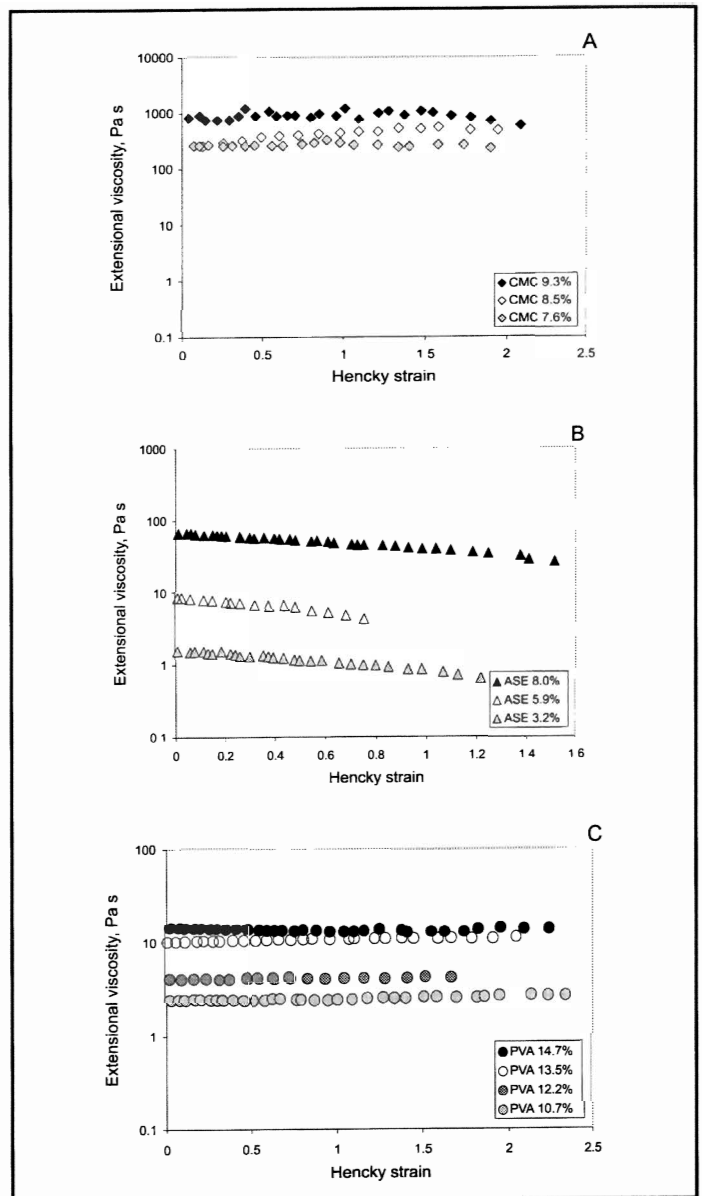 A
Extensional viscosity, Pa s
10000
1000
100
10
1
0.1
0
0.5
1
1 5
2
2.5
Hencky strain
CMC 9.3%
CMC 8.5%
CMC 7.6%
B
Extensional viscosity, Pa s
1000
100
10
1
0 1
0
0.2
0.4
0.6
0.8
1
1.2
1.4
1 6
Hencky strain
ASE 8.0%
ASE 5.9%
ASE 3.2%
C
Extensional viscosity, Pa s
100
10
1
0.1
0
0.5
1
1.5
2
2.5
Hencky strain
PVA 14.7%
PVA 13.5%
PVA 12.2%
PVA 10.7%